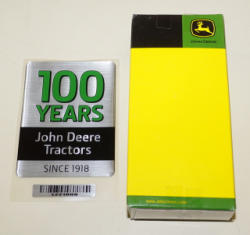 100
YEARS
John Deere
Tractors
SINCE 1918
JOHN DEERE